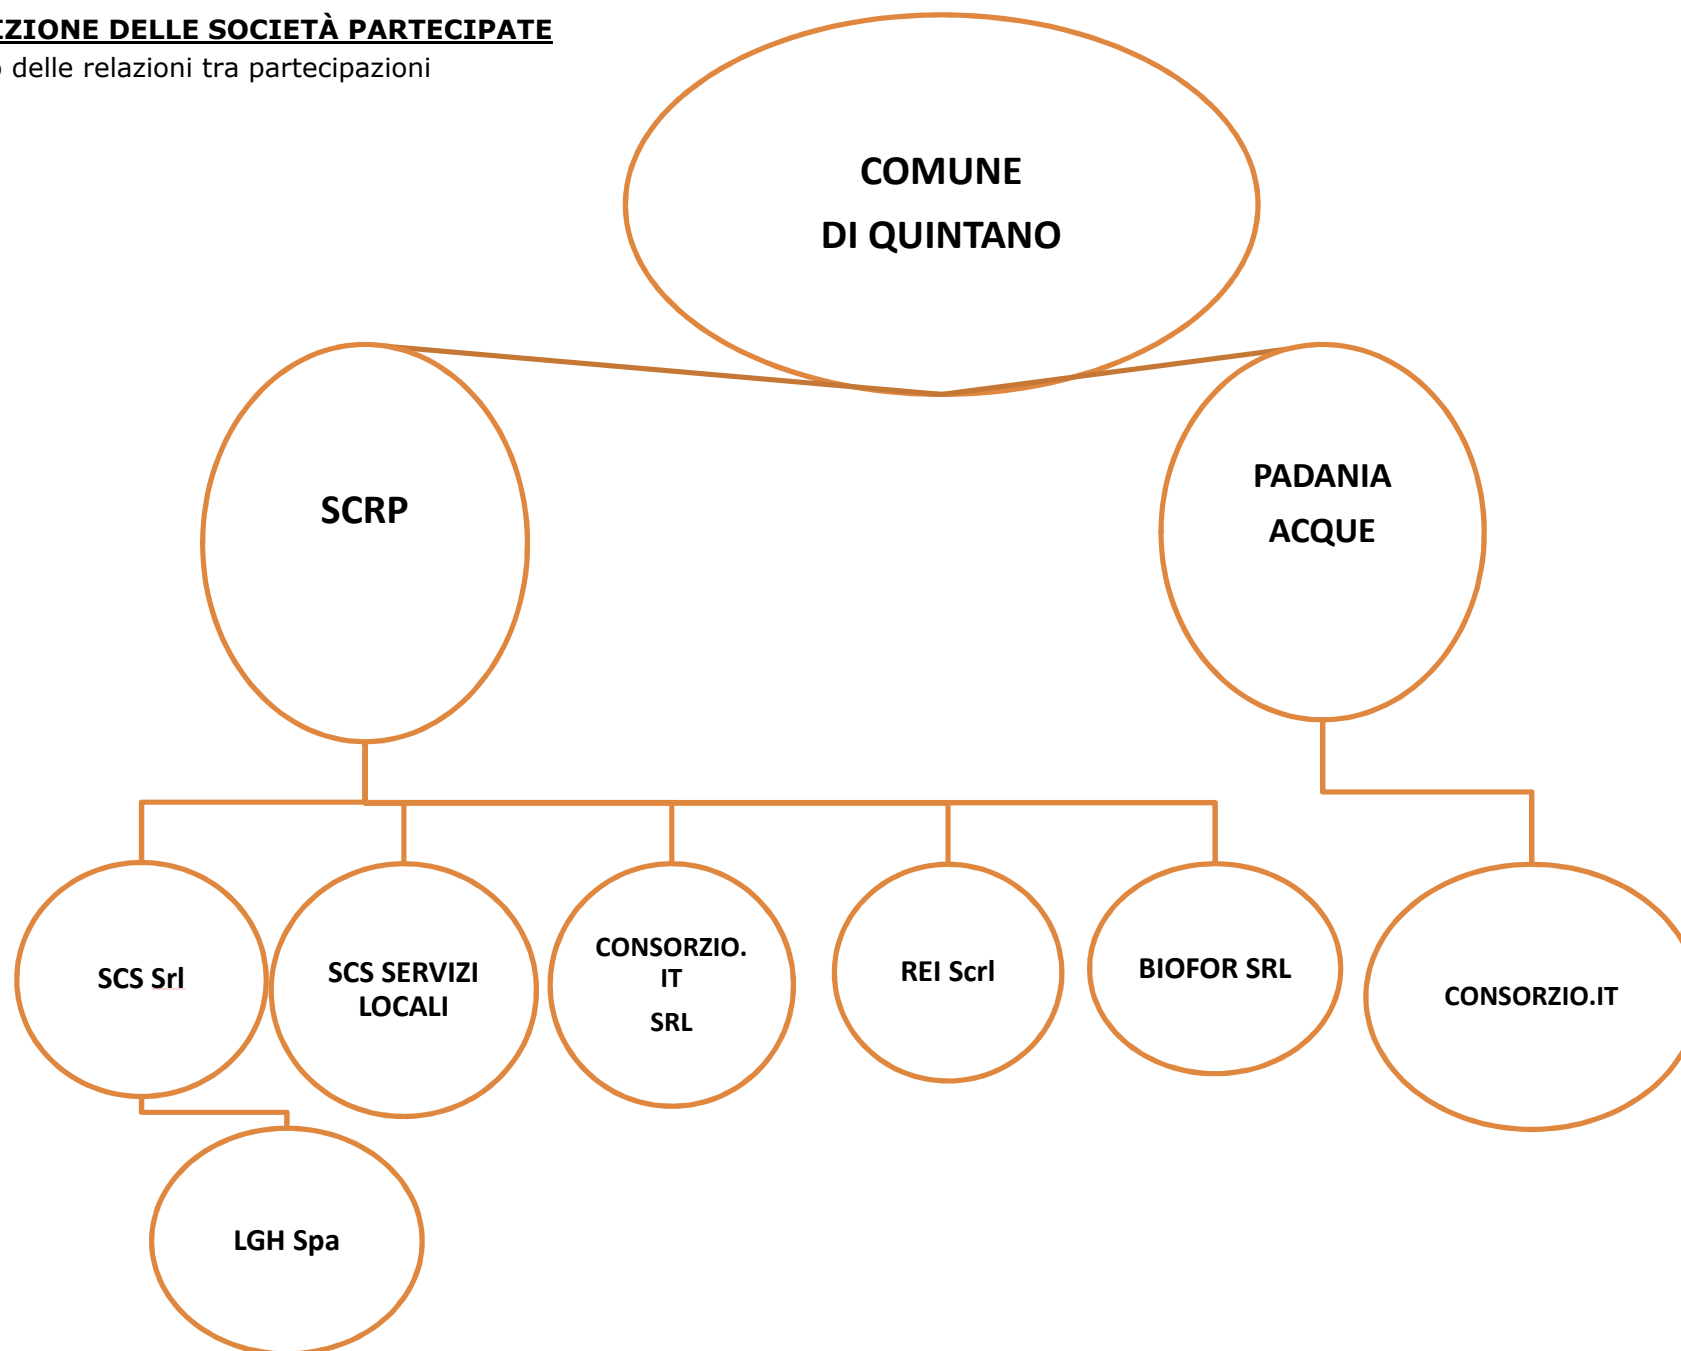 IZIONE DELLE SOCIETÀ PARTECIPATE
delle relazioni tra partecipazioni
COMUNE
DI QUINTANO
SCRP
PADANIA
ACQUE
SCS Srl
SCS SERVIZI
LOCALI
CONSORZIO.
IT
SRL
REI Scrl
BIOFOR SRL
CONSORZIO.IT
LGH Spa